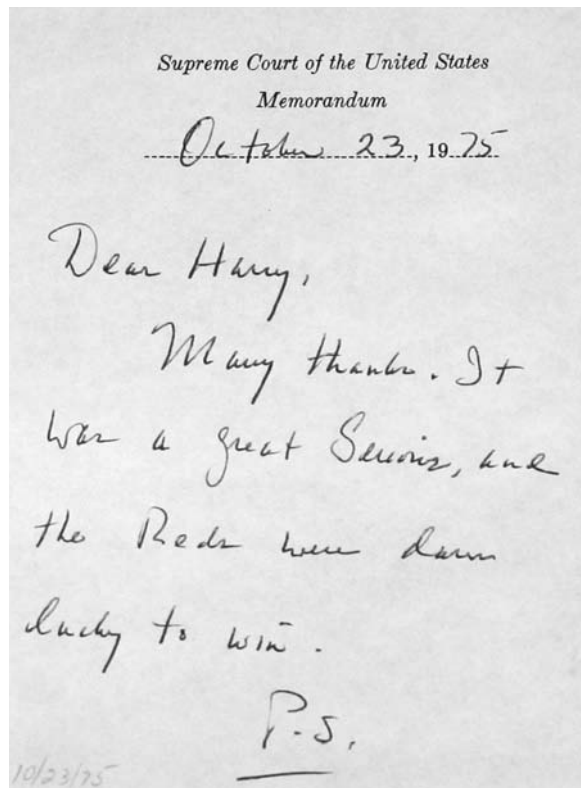 Supreme Court of the United States
Memorandum
October 23, 1975
Dear Harry,
Many thanks. It
was a great Series, and
the Reds were damn
lucky to win.
P.S.
10/23/75